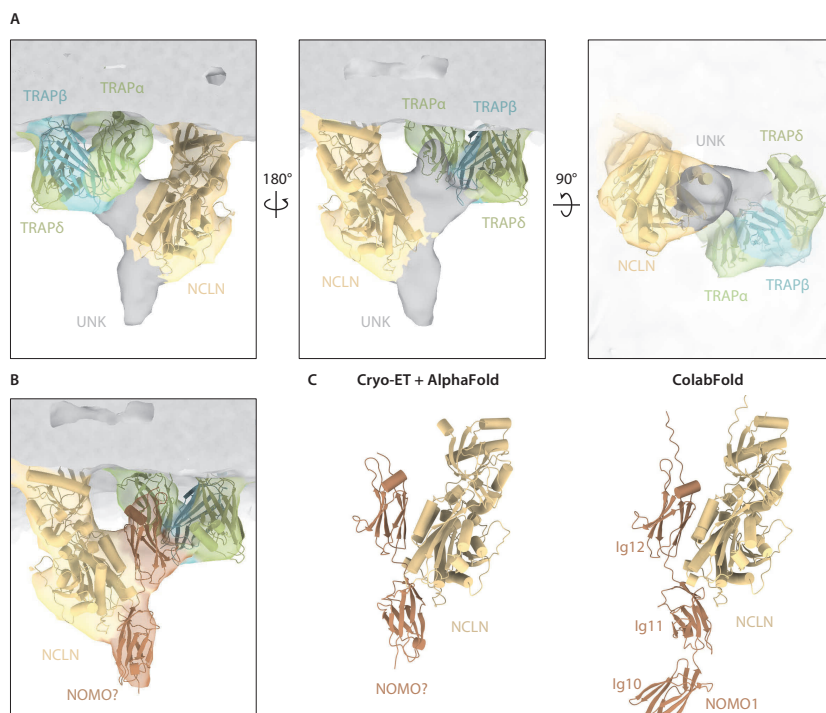 A
TRAPβ
TRAPα
TRAPδ
NCLN
UNK
180°
TRAPα
TRAPβ
TRAPδ
NCLN
UNK
90°
UNK
TRAPδ
NCLN
TRAPα
TRAPβ
B
NCLN
NOMO?
C
Cryo-ET + AlphaFold
ColabFold
NCLN
NOMO?
Ig12
Ig11
NCLN
Ig10
NOMO1